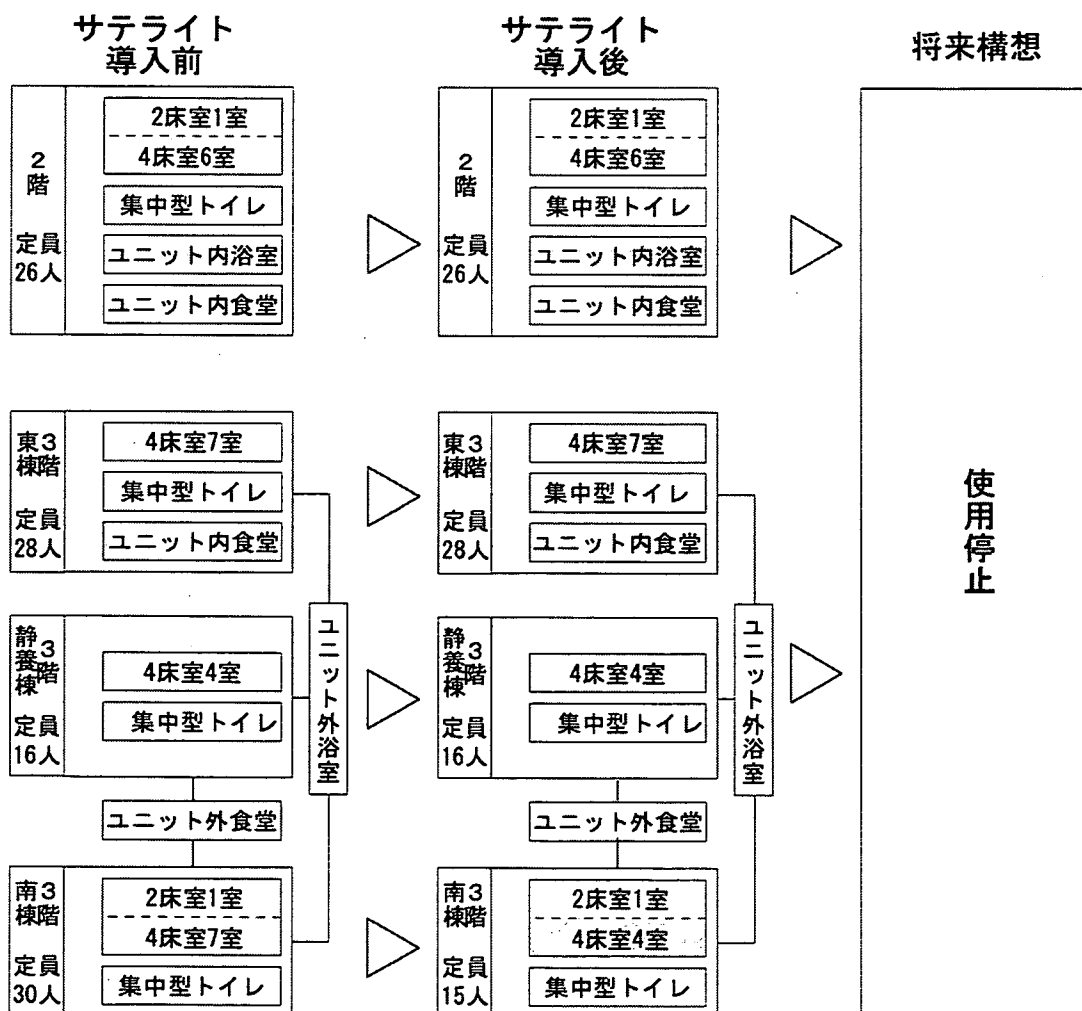 サテライト
導入前
2階
定員
26人
2床室1室
4床室6室
集中型トイレ
ユニット内浴室
ユニット内食堂
3階
東棟
定員
28人
4床室7室
集中型トイレ
ユニット内食堂
3階
静養棟
定員
16人
4床室4室
集中型トイレ
ユニット外浴室
ユニット外食堂
3階
南棟
定員
30人
2床室1室
4床室7室
集中型トイレ
サテライト
導入後
2階
定員
26人
2床室1室
4床室6室
集中型トイレ
ユニット内浴室
ユニット内食堂
3階
東棟
定員
28人
4床室7室
集中型トイレ
ユニット内食堂
3階
静養棟
定員
16人
4床室4室
集中型トイレ
ユニット外浴室
ユニット外食堂
3階
南棟
定員
15人
2床室1室
4床室4室
集中型トイレ
将来構想
使用停止